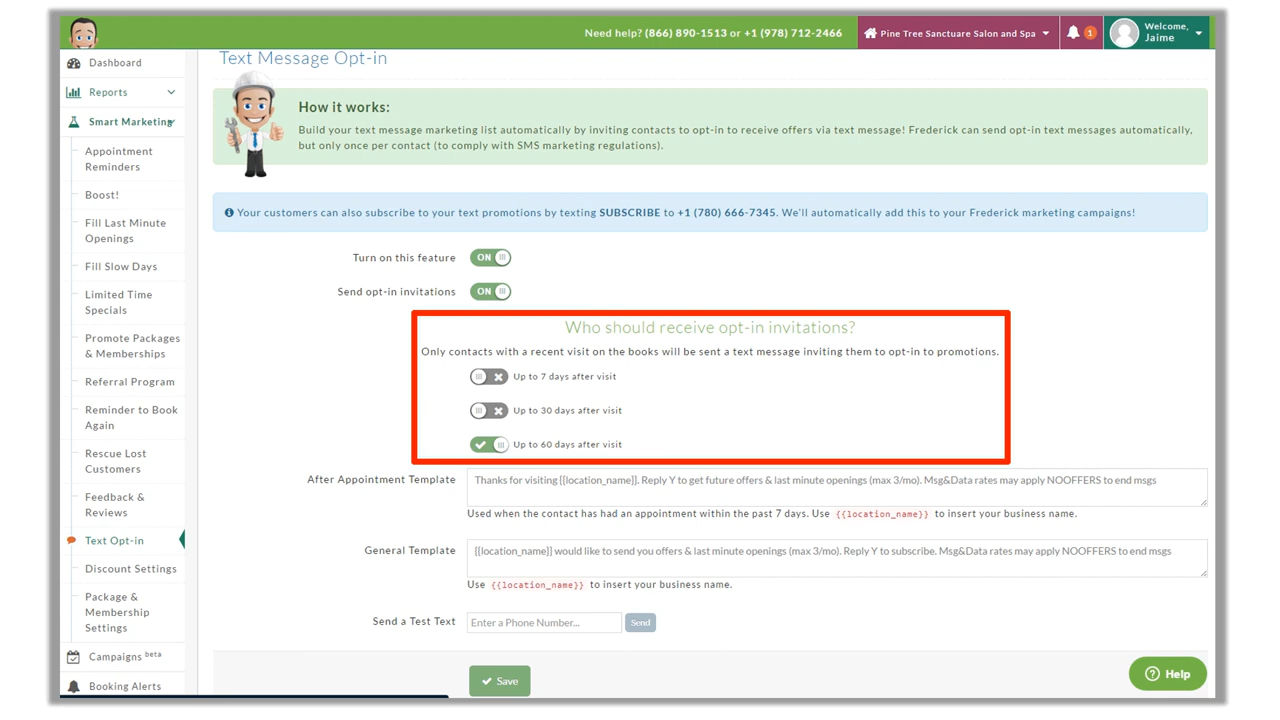 Need help? (866) 890-1513 or +1 (978) 712-2466
Pine Tree Sanctuare Salon and Spa
1
Welcome,
Jaime
Dashboard
Reports
Smart Marketing
Appointment
Reminders
Boost!
Fill Last Minute
Openings
Fill Slow Days
Limited Time
Specials
Promote Packages
& Memberships
Referral Program
Reminder to Book
Again
Rescue Lost
Customers
Feedback &
Reviews
Text Opt-in
Discount Settings
Package &
Membership
Settings
Campaigns beta
Booking Alerts
Text Message Opt-in
How it works:
Build your text message marketing list automatically by inviting contacts to opt-in to receive offers via text message! Frederick can send opt-in text messages automatically,
but only once per contact (to comply with SMS marketing regulations).
Your customers can also subscribe to your text promotions by texting SUBSCRIBE to +1 (780) 666-7345. We'll automatically add this to your Frederick marketing campaigns!
Turn on this feature ON
Send opt-in invitations ON
Who should receive opt-in invitations?
Only contacts with a recent visit on the books will be sent a text message inviting them to opt-in to promotions.
Up to 7 days after visit
Up to 30 days after visit
Up to 60 days after visit
After Appointment Template
Thanks for visiting {{location_name}}. Reply Y to get future offers & last minute openings (max 3/mo). Msg&Data rates may apply NOOFFERS to end msgs
Used when the contact has had an appointment within the past 7 days. Use {{location_name}} to insert your business name.
General Template
{{location_name}} would like to send you offers & last minute openings (max 3/mo). Reply Y to subscribe. Msg&Data rates may apply NOOFFERS to end msgs
Use {{location_name}} to insert your business name.
Send a Test Text Enter a Phone Number... Send
Save
Help